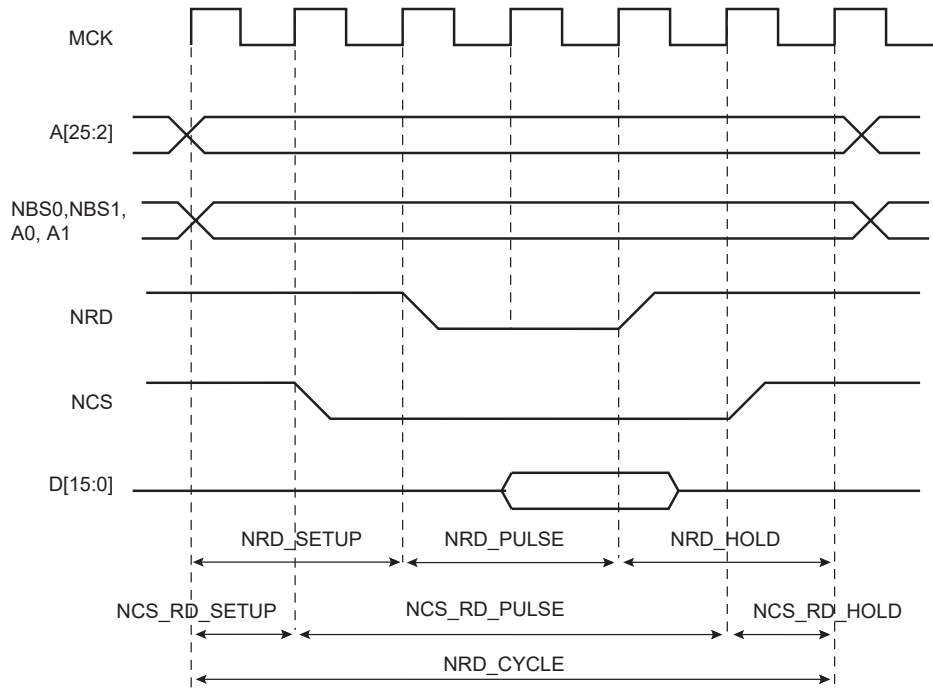 MCK
A[25:2]
NBS0,NBS1,
A0, A1
NRD
NCS
D[15:0]
NRD_SETUP
NRD_PULSE
NRD_HOLD
NCS_RD_SETUP
NCS_RD_PULSE
NCS_RD_HOLD
NRD_CYCLE